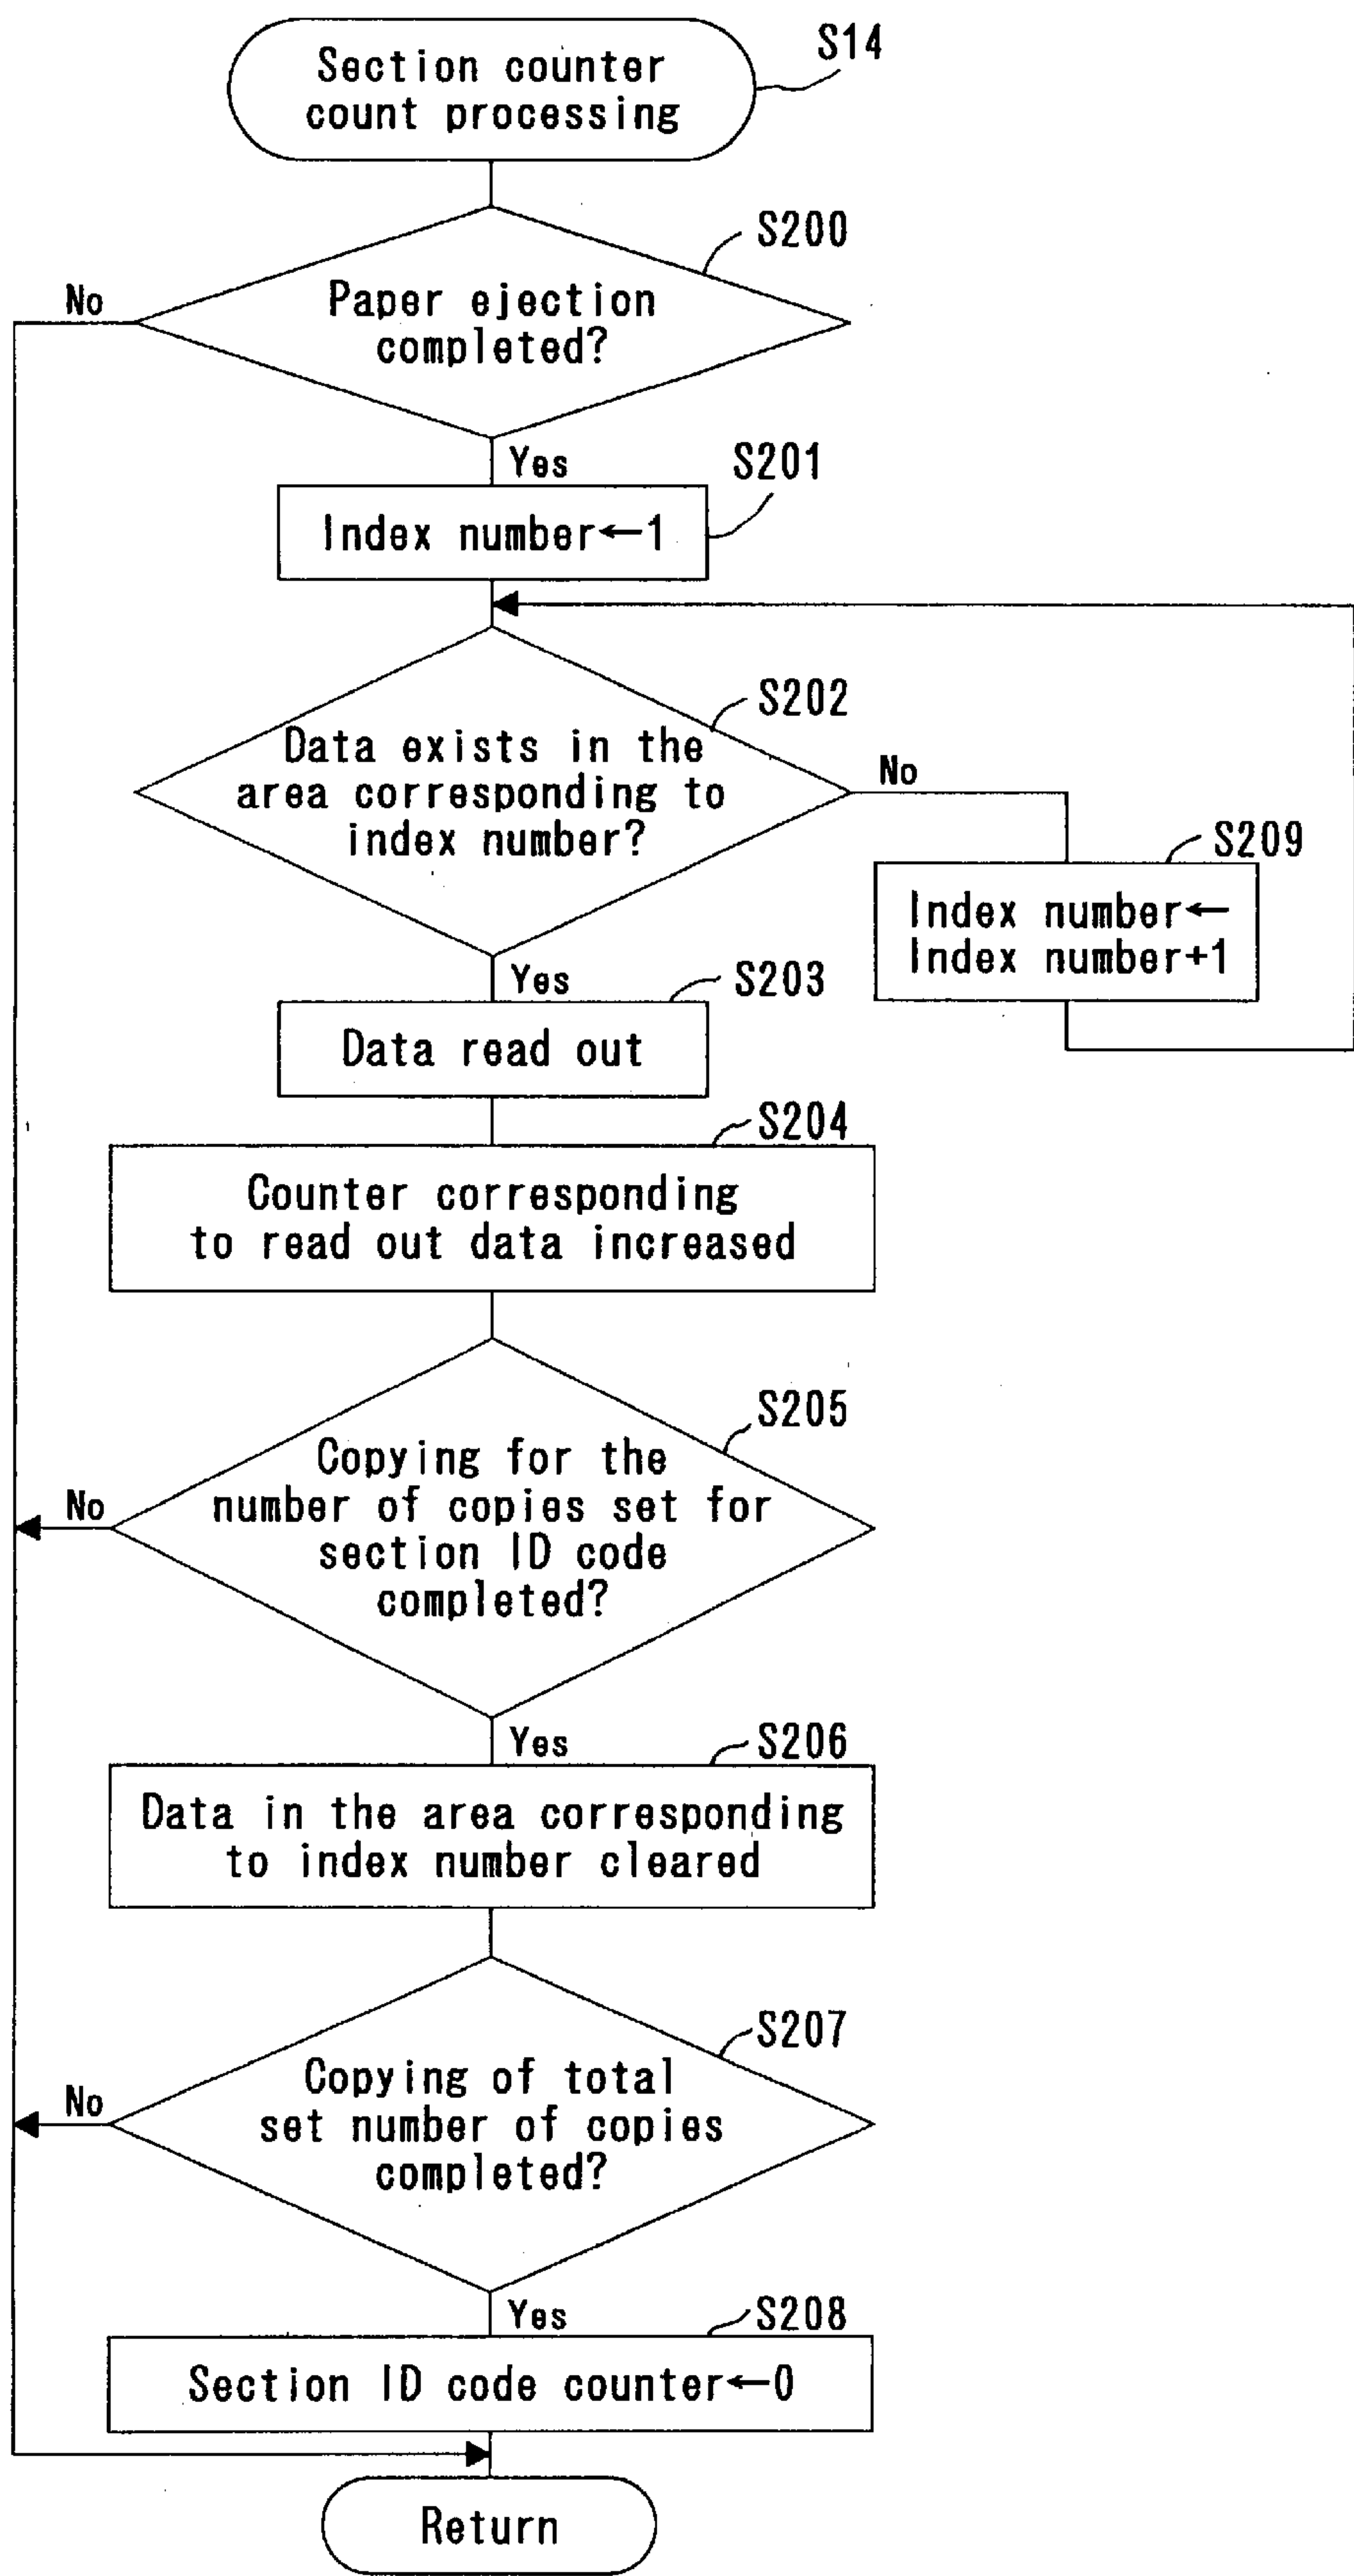 Section counter
count processing
S14
S200
Paper ejection
completed?
No
Yes
S201
Index number←1
S202
Data exists in the
area corresponding to
index number?
No
S209
Index number←
Index number+1
Yes
S203
Data read out
S204
Counter corresponding
to read out data increased
S205
Copying for the
number of copies set for
section ID code
completed?
No
Yes
S206
Data in the area corresponding
to index number cleared
S207
Copying of total
set number of copies
completed?
No
Yes
S208
Section ID code counter←0
Return